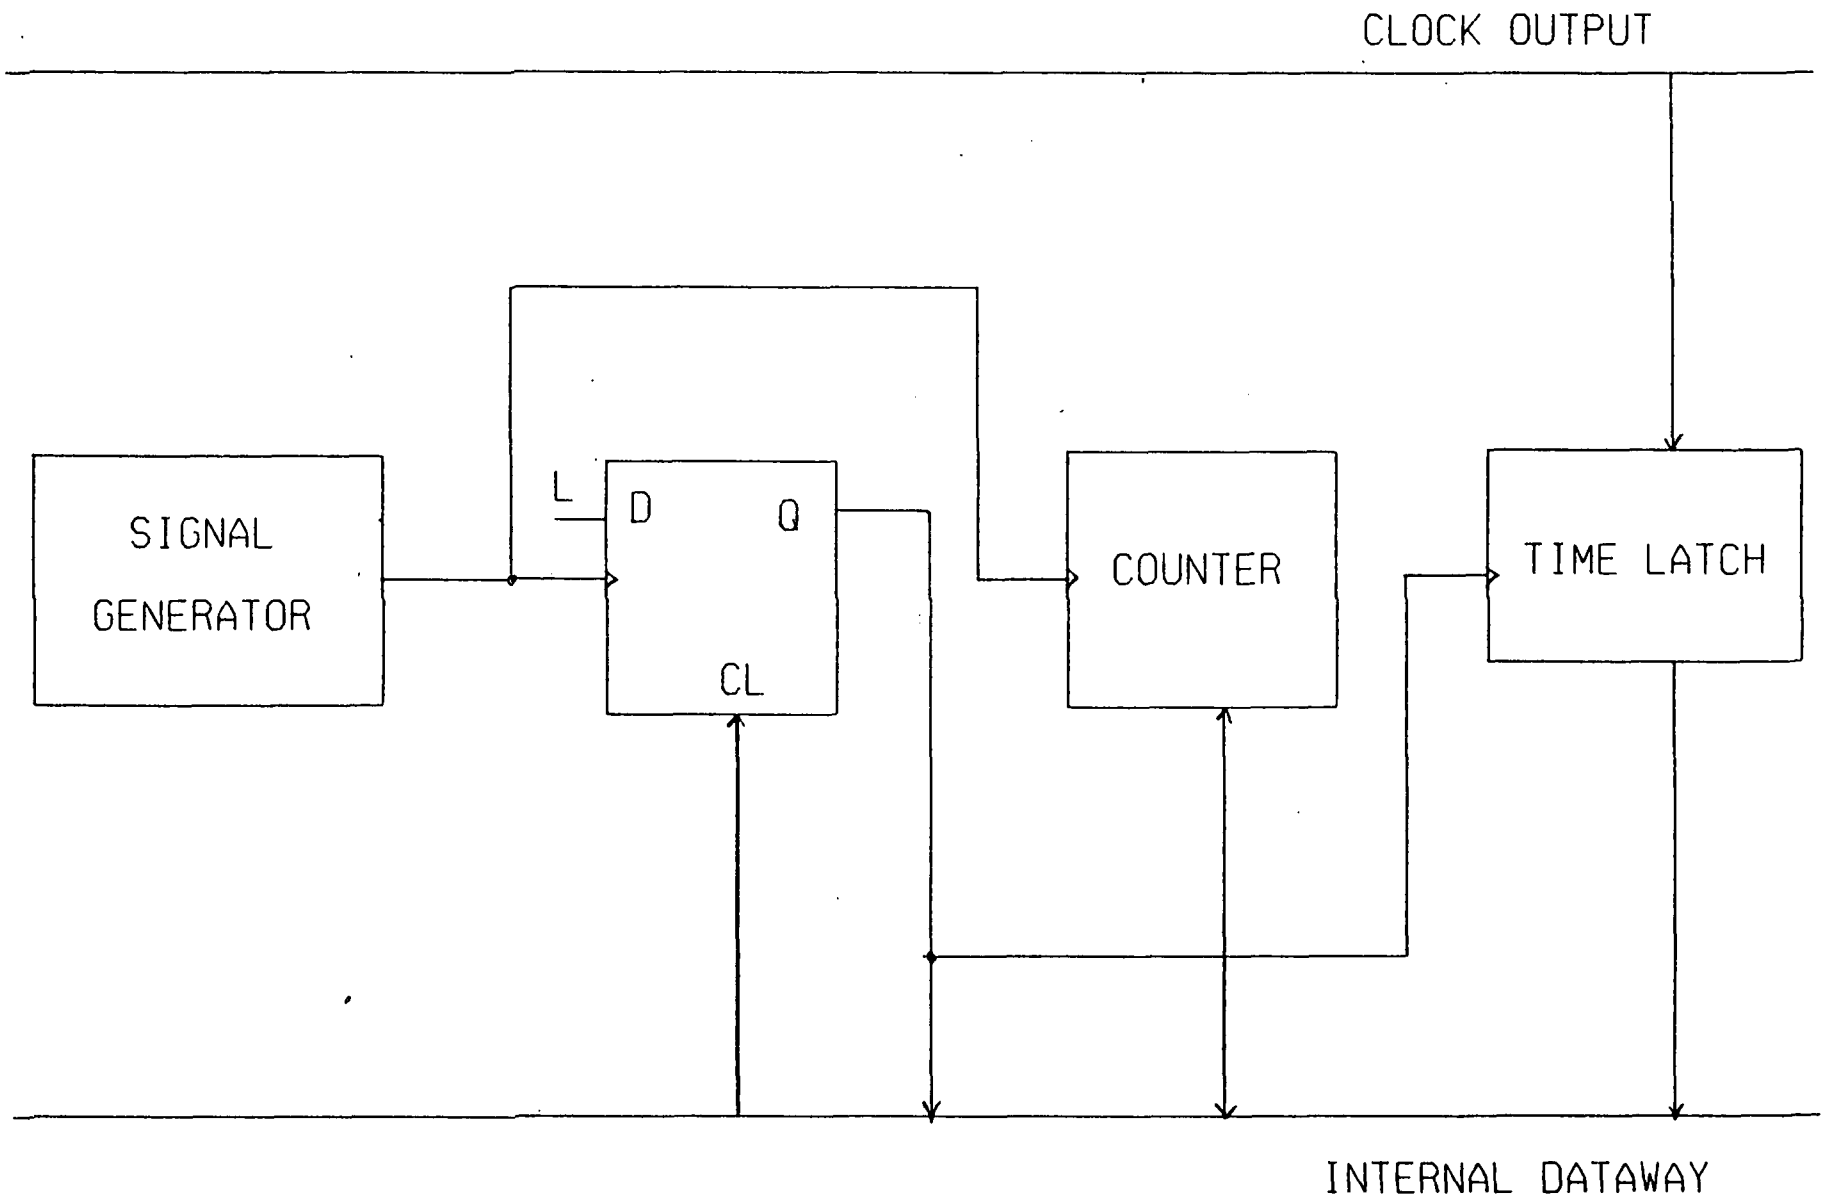 CLOCK OUTPUT
SIGNAL
GENERATOR
L
D
Q
CL
COUNTER
TIME LATCH
INTERNAL DATAWAY